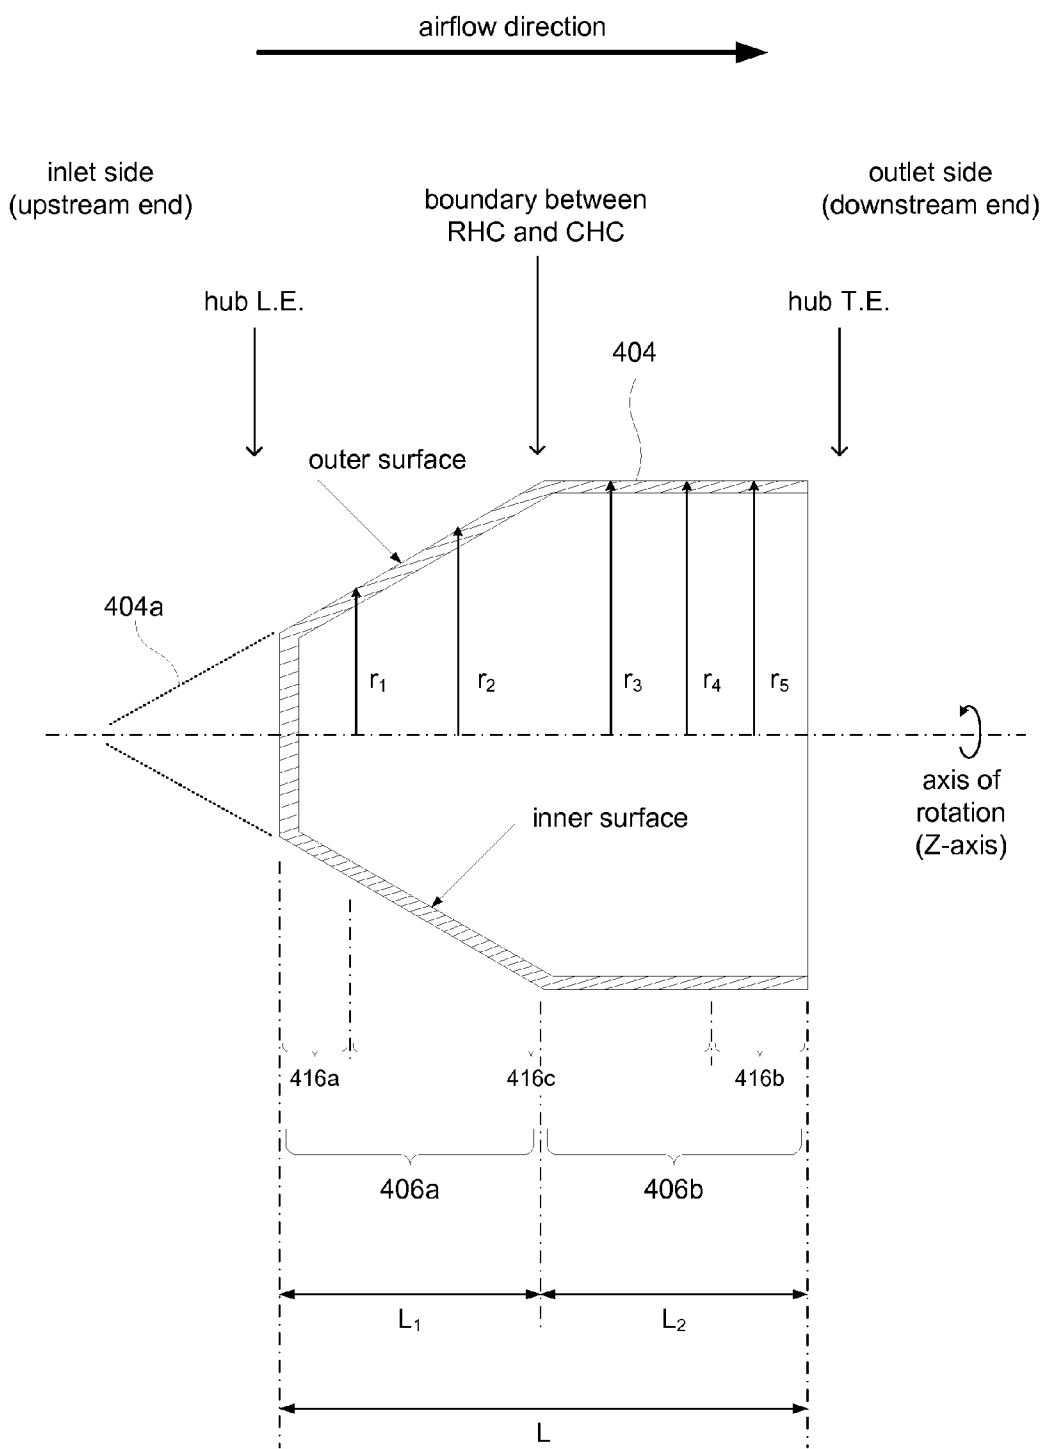 airflow direction
inlet side
(upstream end)
boundary between
RHC and CHC
outlet side
(downstream end)
hub L.E.
hub T.E.
404
outer surface
404a
r1
r2
r3
r4
r5
axis of
rotation
(Z-axis)
inner surface
416a
416c
416b
406a
406b
L1
L2
L